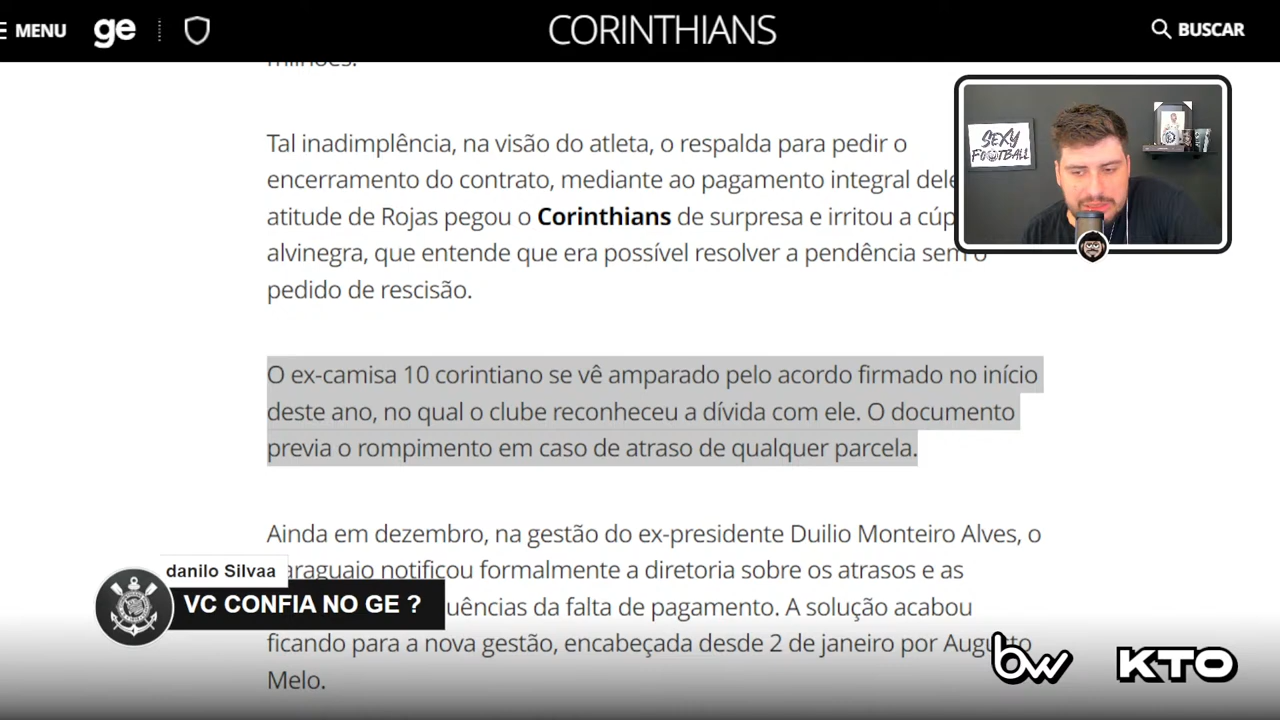 MENU
ge
CORINTHIANS
BUSCAR
milhões.
SEXY
FOOTBALL
Tal inadimplência, na visão do atleta, o respalda para pedir o
encerramento do contrato, mediante ao pagamento integral dele
atitude de Rojas pegou o Corinthians de surpresa e irritou a cúp
alvinegra, que entende que era possível resolver a pendência sem o
pedido de rescisão.
O ex-camisa 10 corintiano se vê amparado pelo acordo firmado no início
deste ano, no qual o clube reconheceu a dívida com ele. O documento
previa o rompimento em caso de atraso de qualquer parcela.
Ainda em dezembro, na gestão do ex-presidente Duilio Monteiro Alves, o
danilo Silvaa
araguaio notificou formalmente a diretoria sobre os atrasos e as
VC CONFIA NO GE ?
uências da falta de pagamento. A solução acabou
ficando para a nova gestão, encabeçada desde 2 de janeiro por Augusto
Melo.
bw
KTO